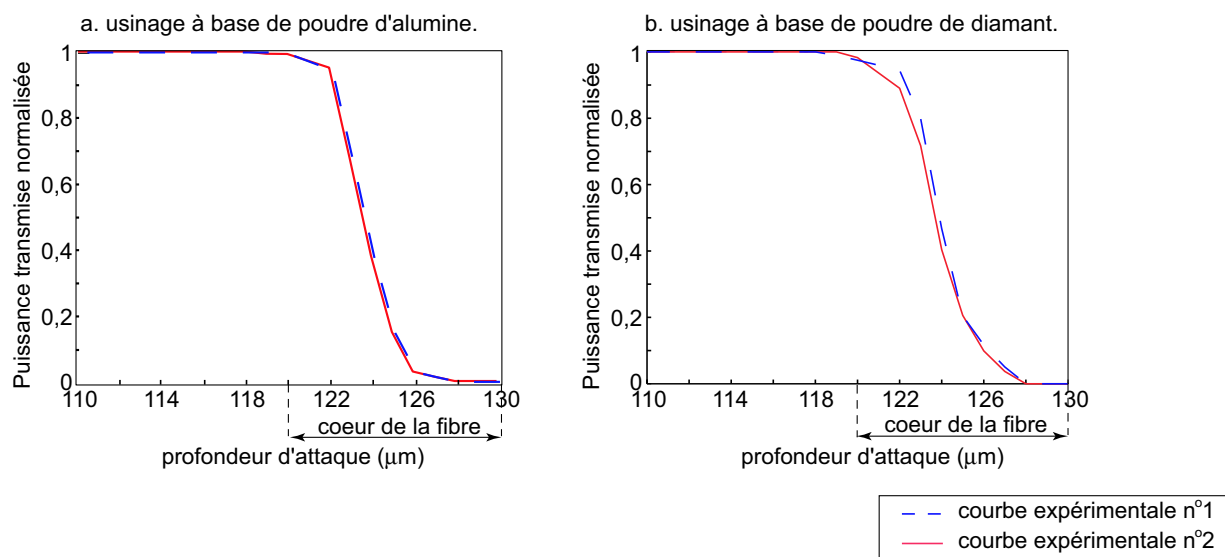 a. usinage à base de poudre d'alumine.
Puissance transmise normalisée
1
0,8
0,6
0,4
0,2
0
110 114 118 122 126 130
coeur de la fibre
profondeur d'attaque (μm)
b. usinage à base de poudre de diamant.
Puissance transmise normalisée
1
0,8
0,6
0,4
0,2
0
110 114 118 122 126 130
coeur de la fibre
profondeur d'attaque (μm)
courbe expérimentale nº1
courbe expérimentale nº2